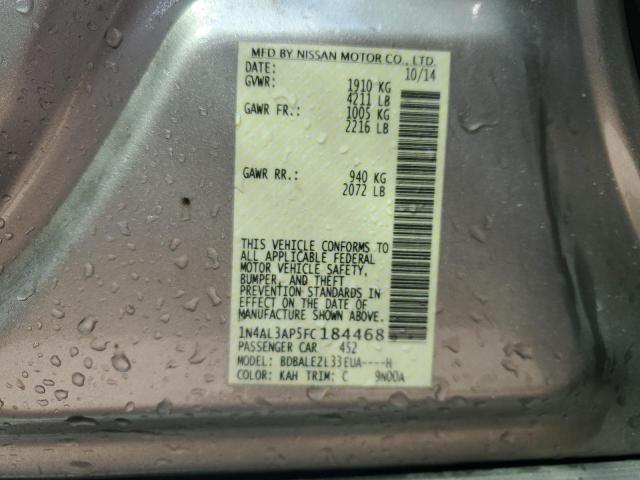 MFD BY NISSAN MOTOR CO., LTD.
DATE: 10/14
GVWR: 1910 KG
4211 LB
GAWR FR.: 1005 KG
2216 LB
GAWR RR.: 940 KG
2072 LB
THIS VEHICLE CONFORMS TO
ALL APPLICABLE FEDERAL
MOTOR VEHICLE SAFETY,
BUMPER, AND THEFT
PREVENTION STANDARDS
IN EFFECT ON THE DATE OF
MANUFACTURE SHOWN ABOVE.
1N4AL3AP5FC184468
PASSENGER CAR 452
MODEL: BDBALEZL33EUA----H
COLOR: KAH TRIM: C 9N00A